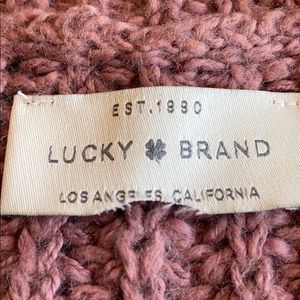 EST.1990
LUCKY BRAND
LOS ANGELES, CALIFORNIA